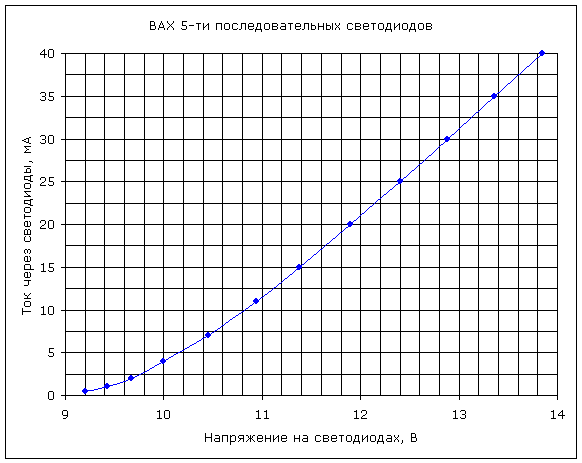 ВАХ 5-ти последовательных светодиодов
40
35
30
25
20
15
10
5
0
Ток через светодиоды, мА
9 10 11 12 13 14
Напряжение на светодиодах, В